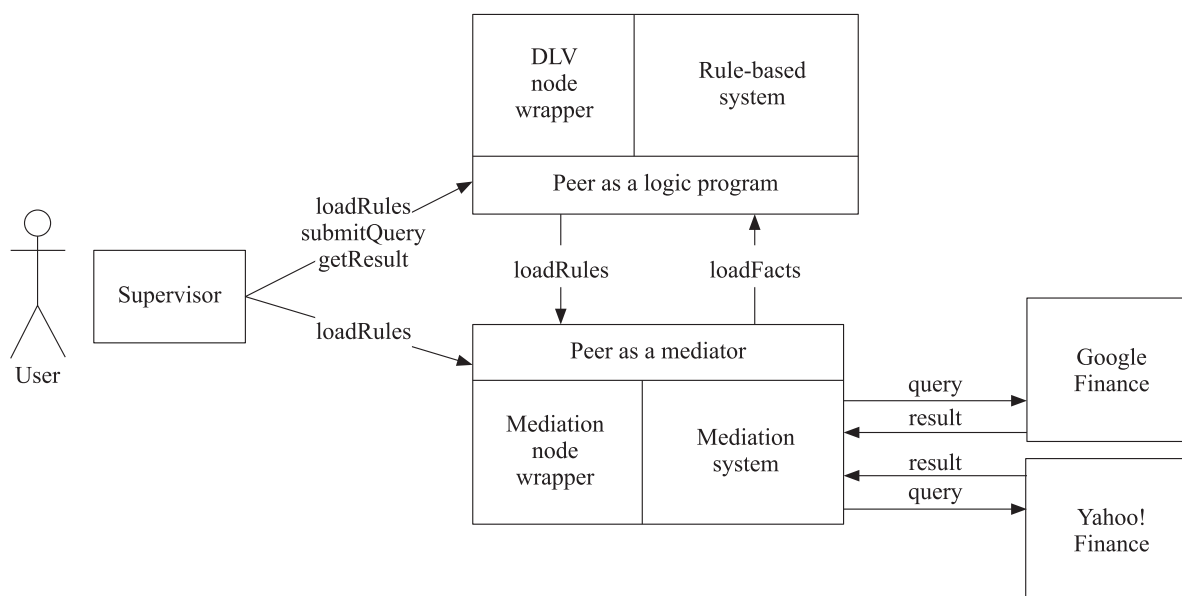 DLV
node
wrapper
Rule-based
system
Peer as a logic program
loadRules
submitQuery
getResult
loadRules
loadFacts
Supervisor
loadRules
User
Peer as a mediator
Mediation
node
wrapper
Mediation
system
query
result
result
query
Google
Finance
Yahoo!
Finance